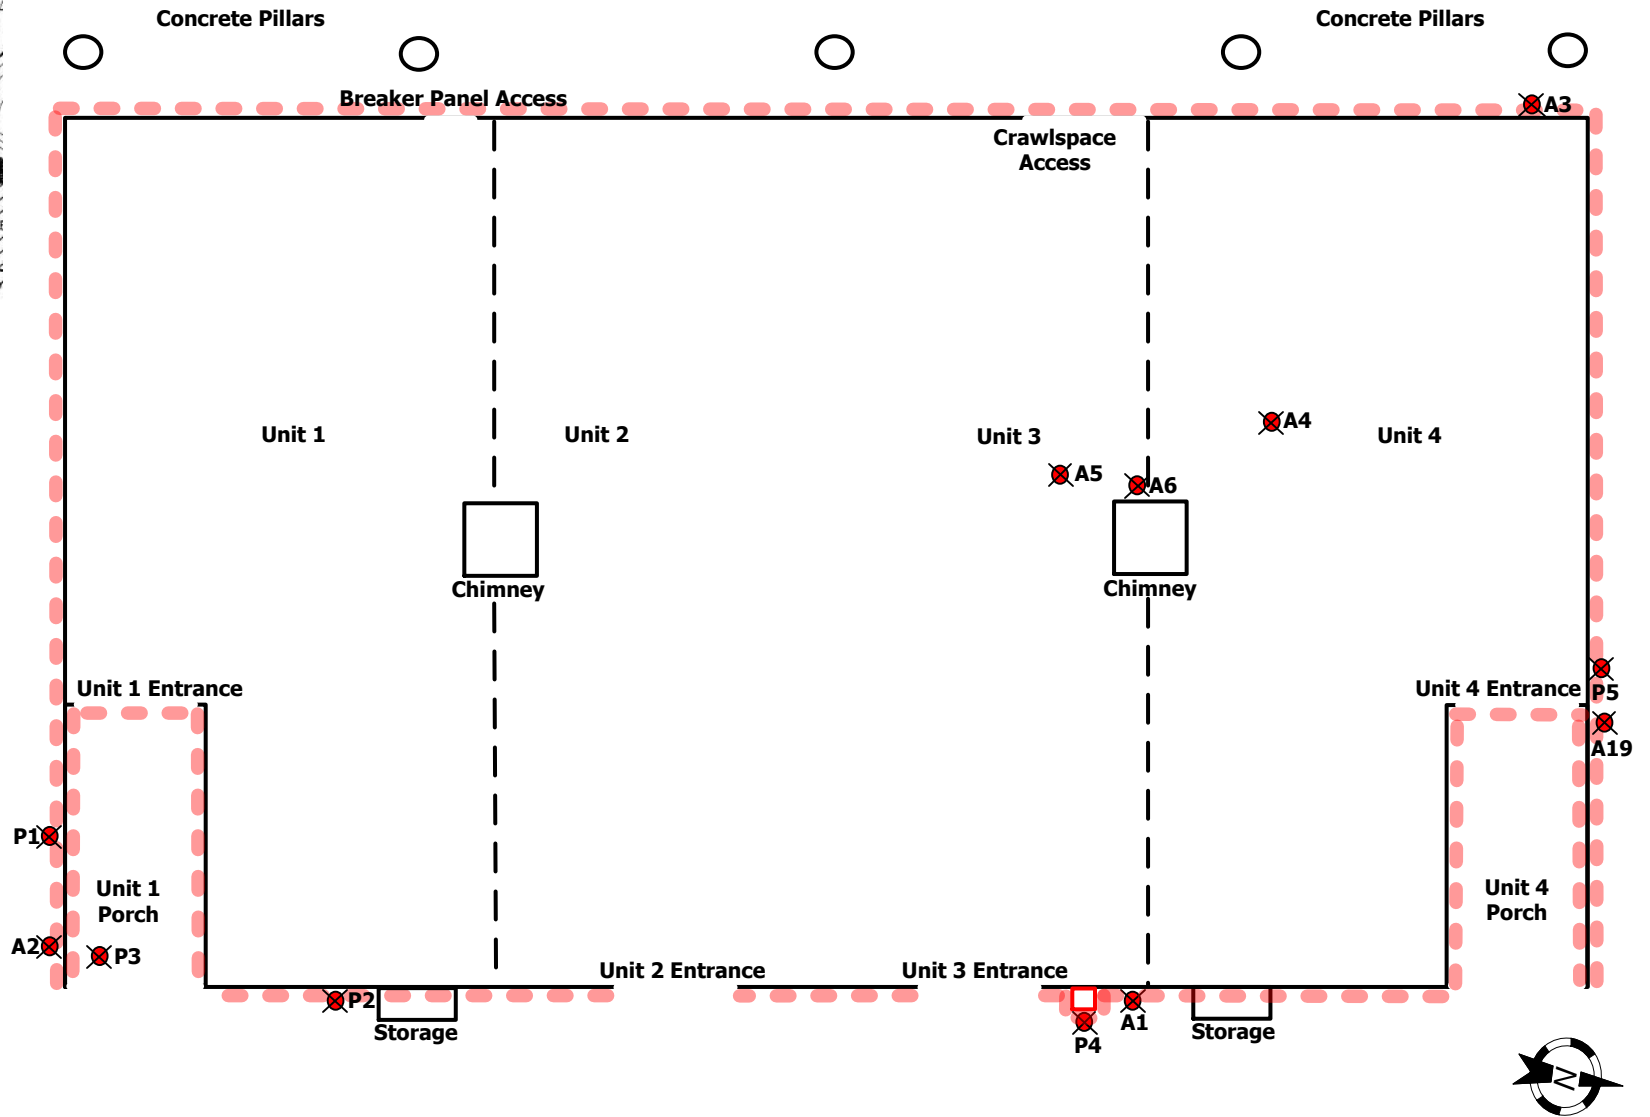 Concrete Pillars
Concrete Pillars
Breaker Panel Access
A3
Crawlspace
Access
A4
Unit 1
Unit 2
Unit 3
Unit 4
A5
A6
Chimney
Chimney
Unit 1 Entrance
Unit 4 Entrance
P5
A19
P1
Unit 1
Porch
Unit 4
Porch
A2
P3
Unit 2 Entrance
Unit 3 Entrance
P2
A1
Storage
Storage
P4
N